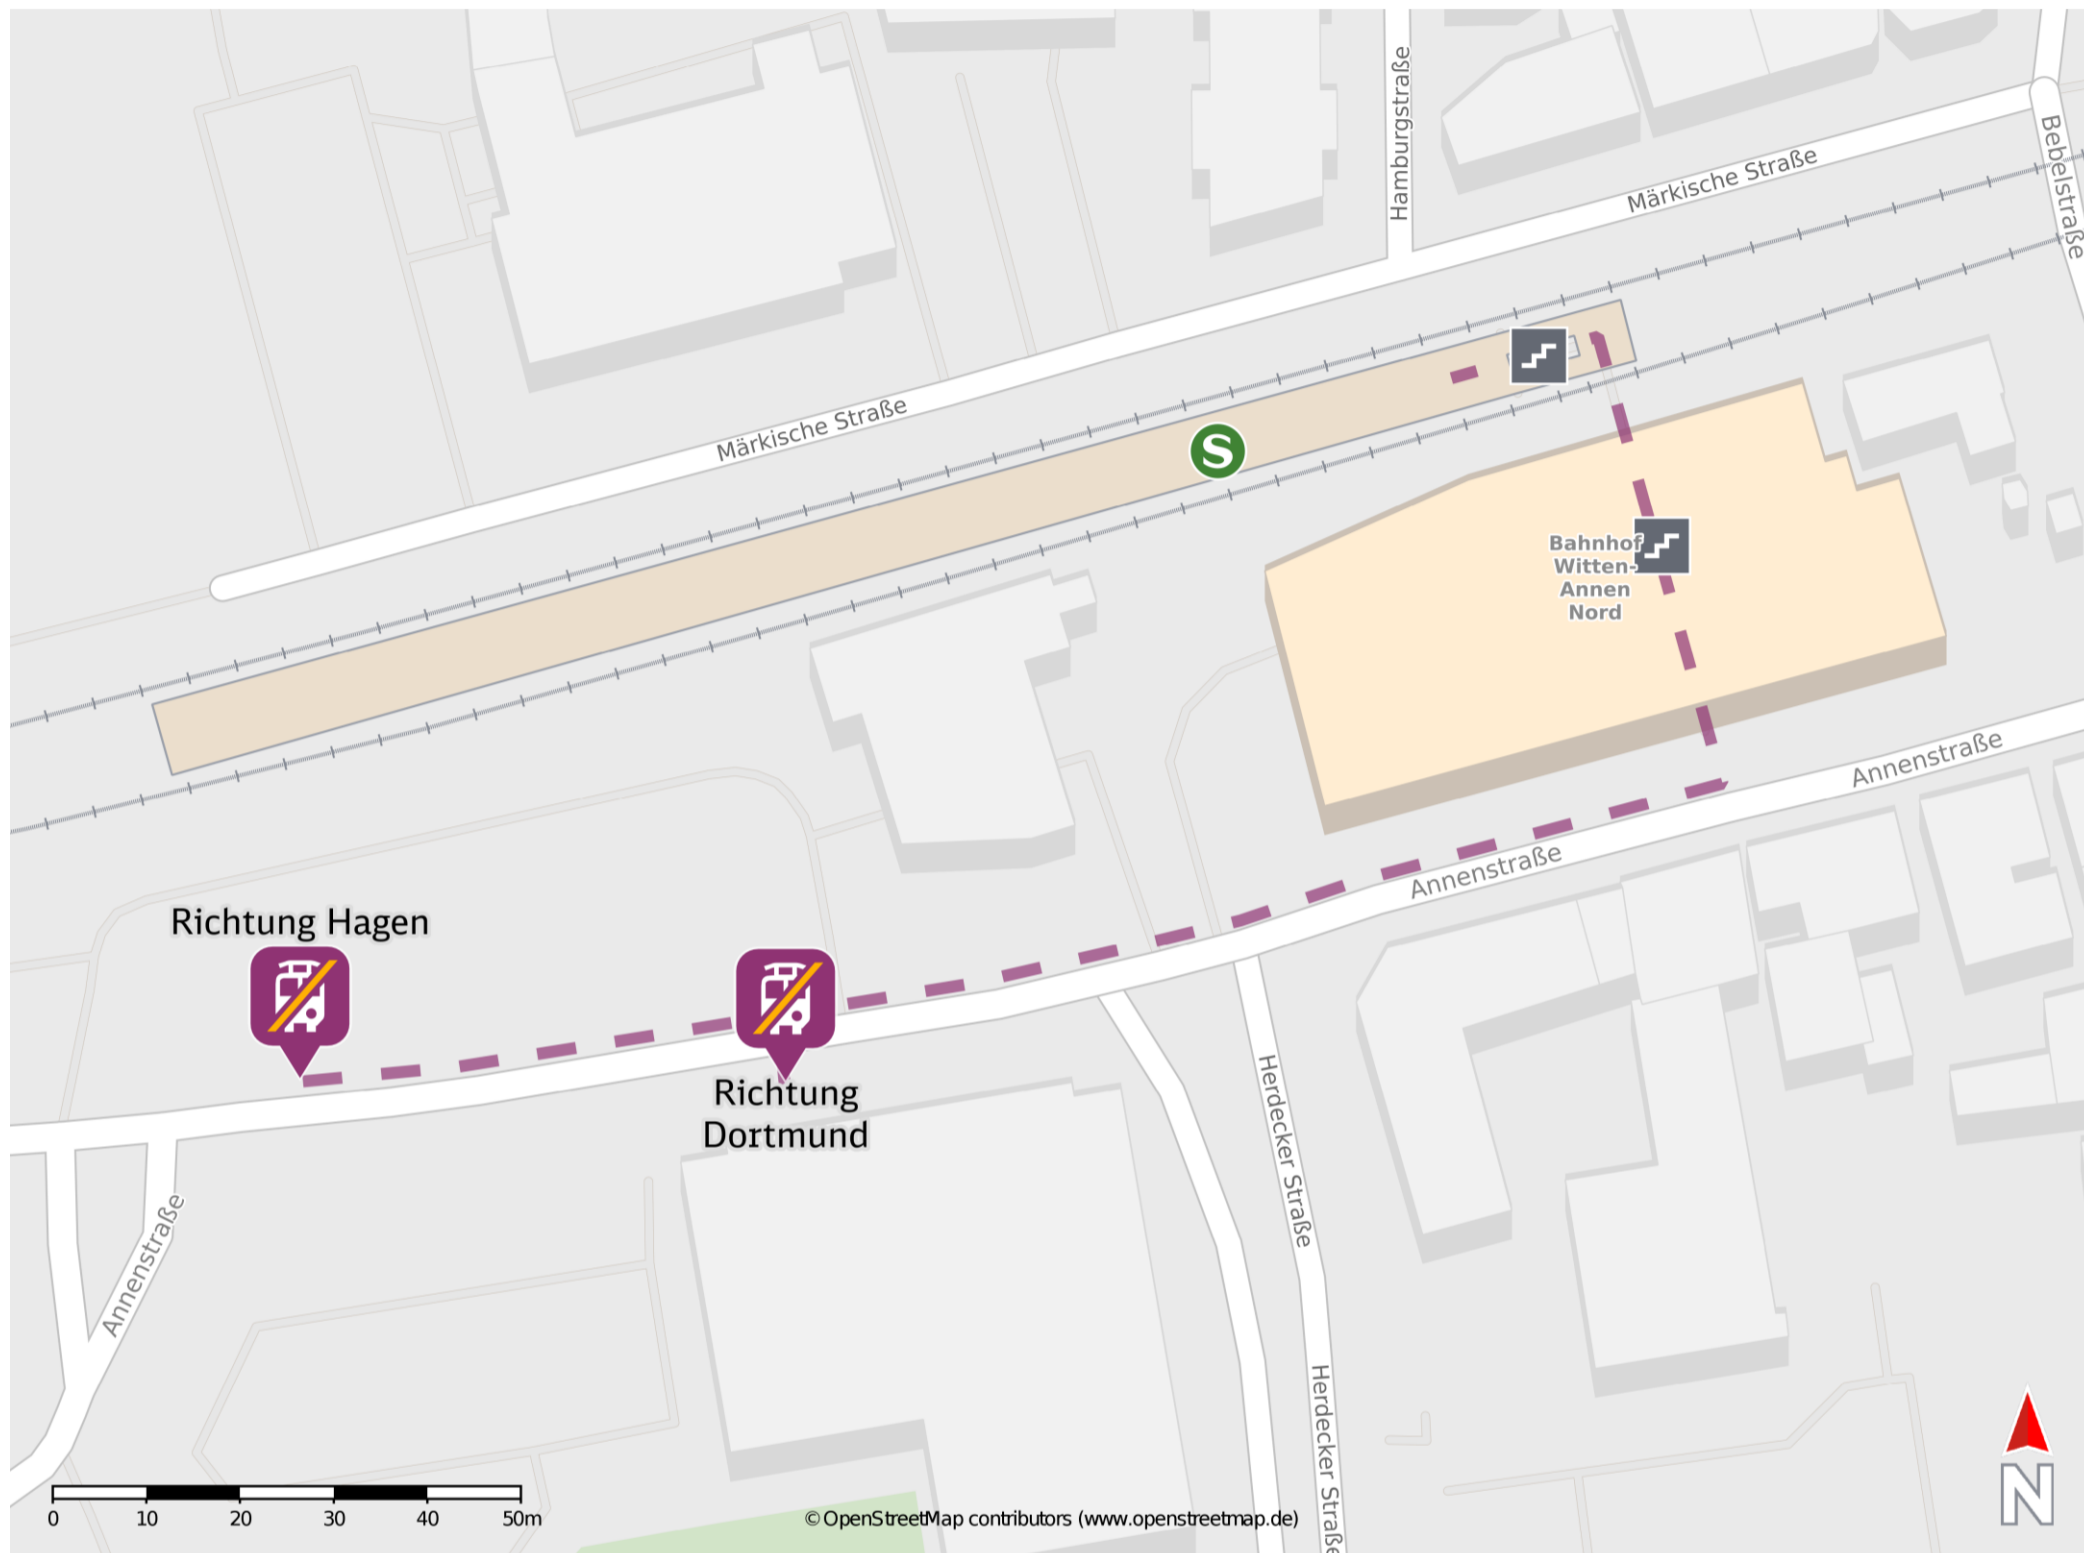 Hamburgstraße
Märkische Straße
Bebelstraße
Märkische Straße
S
Bahnhof
Witten-
Annen
Nord
Annenstraße
Annenstraße
Richtung Hagen
Richtung
Dortmund
Herdecker Straße
Annenstraße
Herdecker Straße
N
0 10 20 30 40 50m
© OpenStreetMap contributors (www.openstreetmap.de)